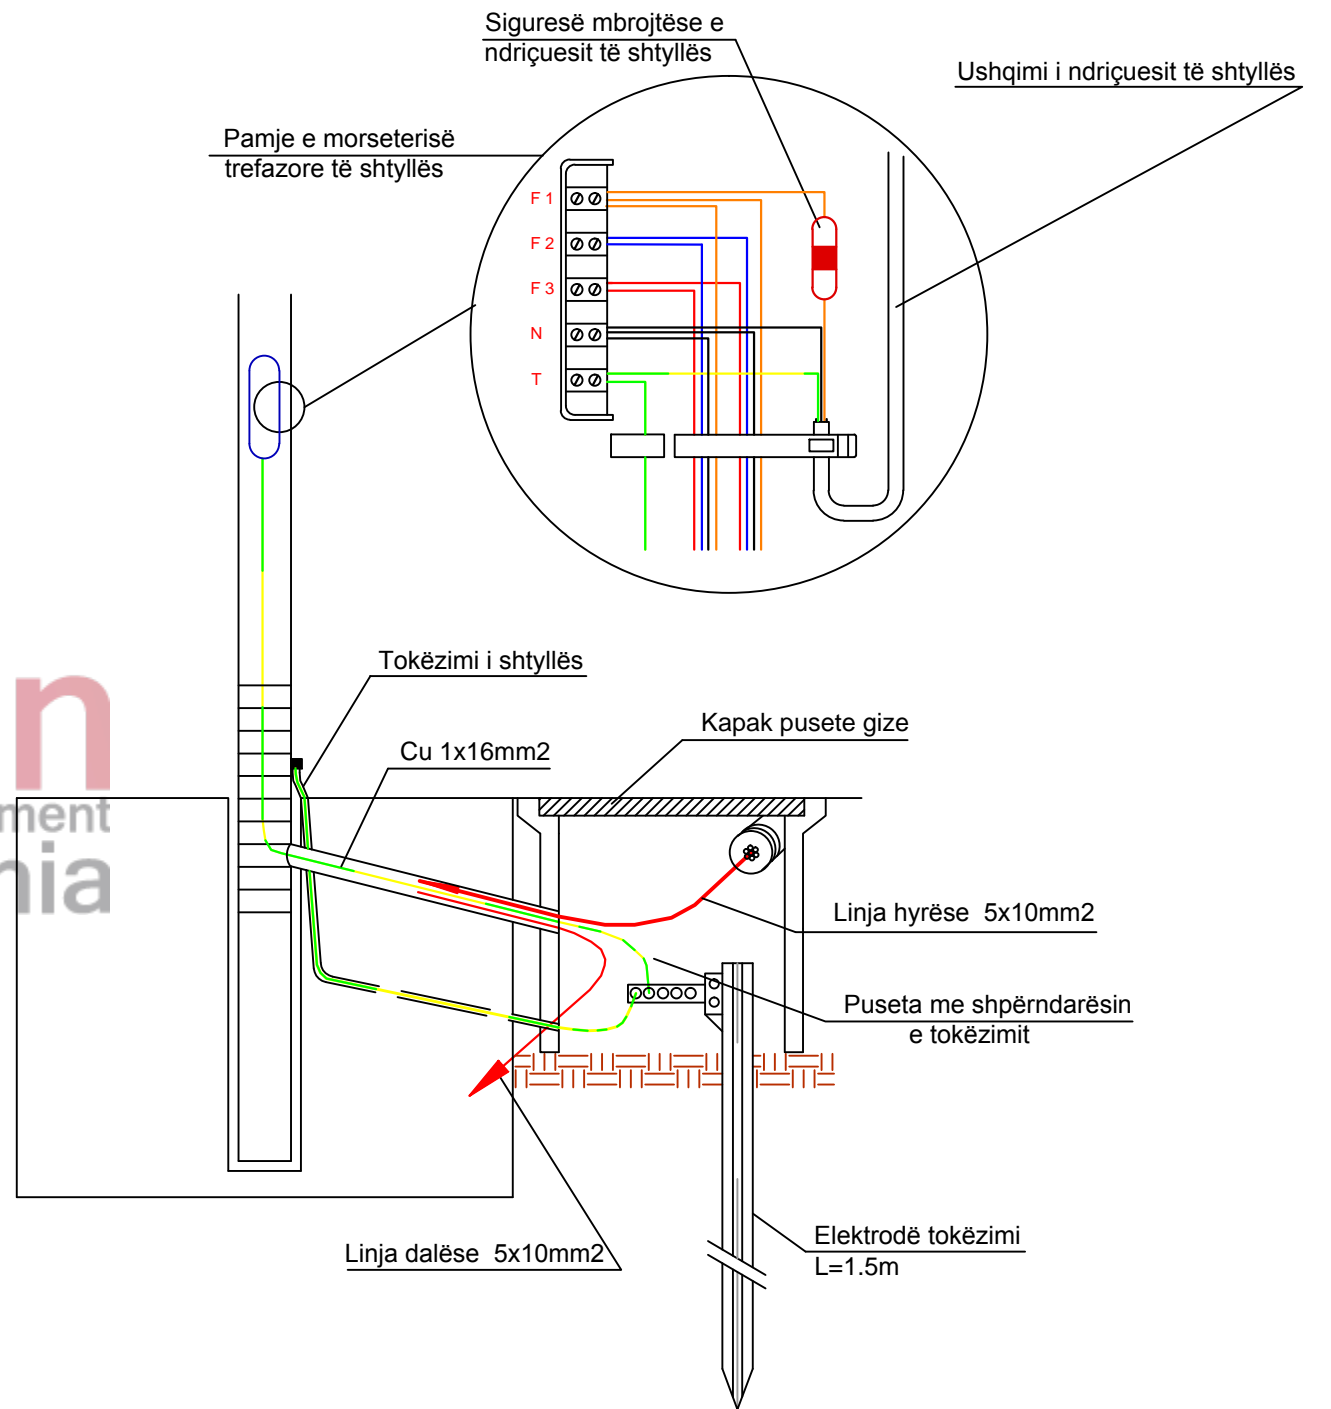 Siguresë mbrojtëse e
ndriçuesit të shtyllës
Ushqimi i ndriçuesit të shtyllës
Pamje e morseterisë
trefazore të shtyllës
F 1
F 2
F 3
N
T
Tokëzimi i shtyllës
Kapak pusete gize
Cu 1x16mm2
n
ment
nia
Linja hyrëse 5x10mm2
Puseta me shpërndarësin
e tokëzimit
Elektrodë tokëzimi
L=1.5m
Linja dalëse 5x10mm2